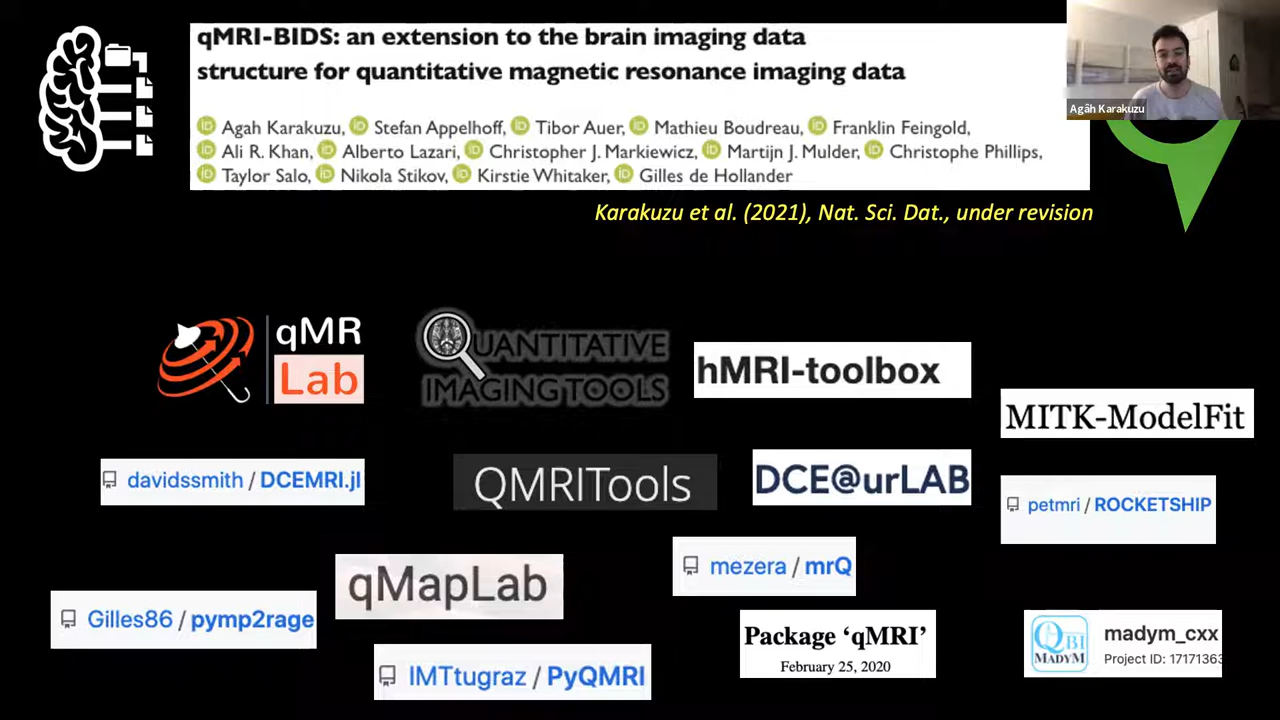 qMRI-BIDS: an extension to the brain imaging data
structure for quantitative magnetic resonance imaging data
Agah Karakuzu, Stefan Appelhoff, Tibor Auer, Mathieu Boudreau, Franklin Feingold,
Ali R. Khan, Alberto Lazari, Christopher J. Markiewicz, Martijn J. Mulder, Christophe Phillips,
Taylor Salo, Nikola Stikov, Kirstie Whitaker, Gilles de Hollander
Agâh Karakuzu
Karakuzu et al. (2021), Nat. Sci. Dat., under revision
qMR
Lab
QUANTITATIVE
IMAGING TOOLS
hMRI-toolbox
MITK-ModelFit
davidssmith / DCEMRI.jl
QMRITools
DCE@urLAB
petmri / ROCKETSHIP
qMapLab
mezera / mrQ
Gilles86 / pymp2rage
IMTtugraz / PyQMRI
Package ‘qMRI’
February 25, 2020
QBI
MADYM
madym_cxx
Project ID: 17171363